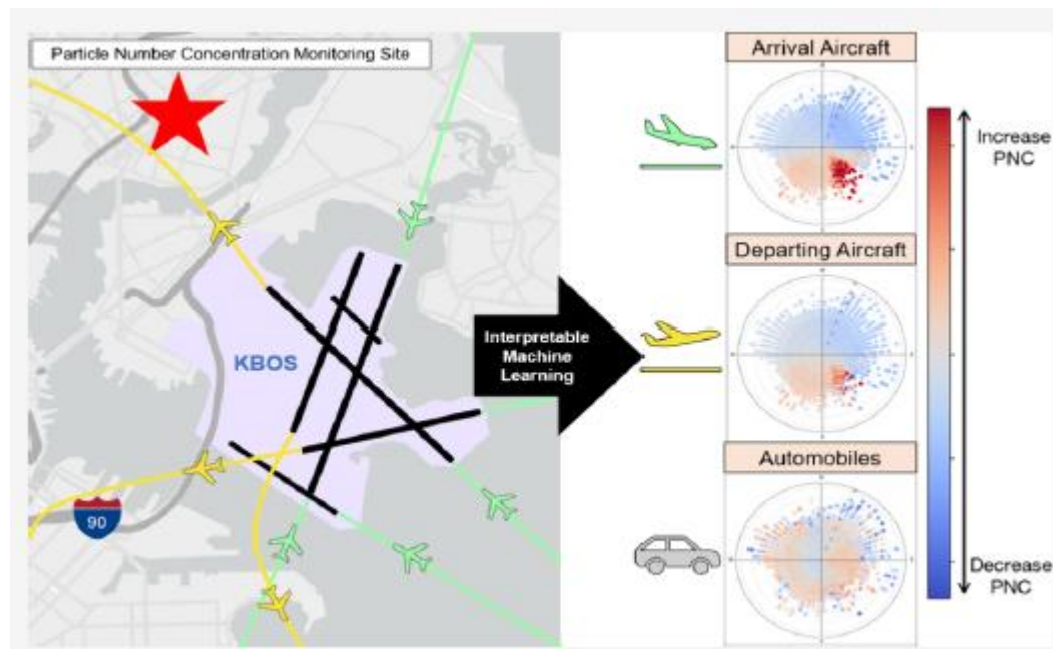 Particle Number Concentration Monitoring Site
KBOS
90
Interpretable
Machine
Learning
Arrival Aircraft
Departing Aircraft
Automobiles
Increase
PNC
Decrease
PNC